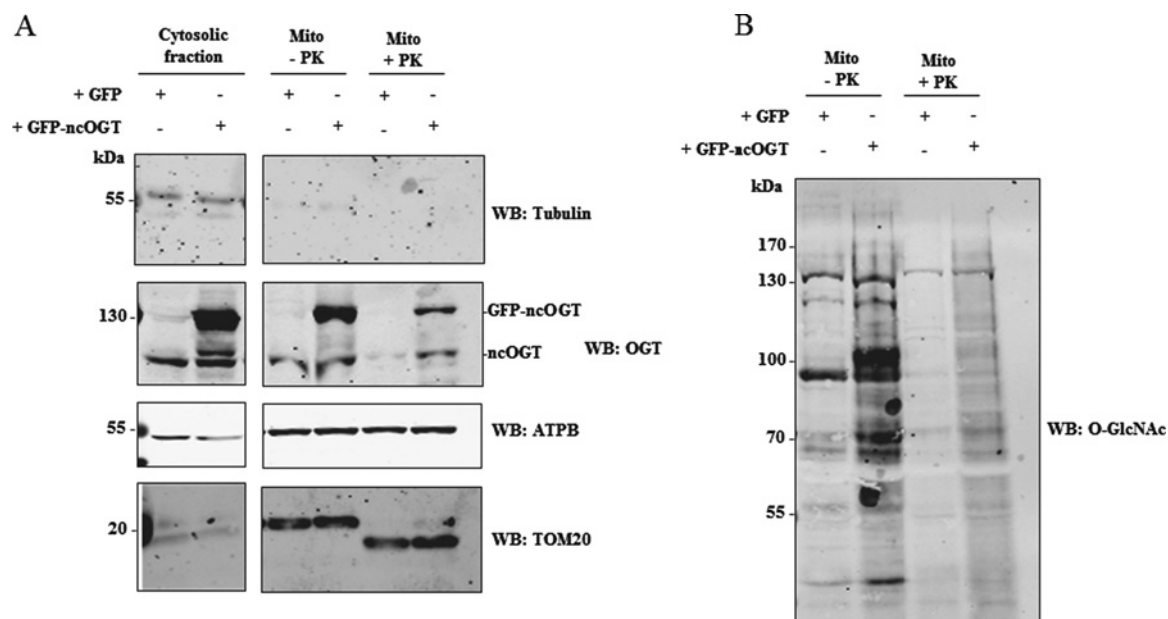 A
Cytosolic fraction
Mito - PK
Mito + PK
+ GFP + - + - + -
+ GFP-ncOGT - + - + - +
kDa
55
WB: Tubulin
130
GFP-ncOGT
ncOGT
WB: OGT
55
WB: ATPB
20
WB: TOM20
B
Mito - PK
Mito + PK
+ GFP + - + -
+ GFP-ncOGT - + - +
kDa
170
130
100
70
55
WB: O-GlcNAc